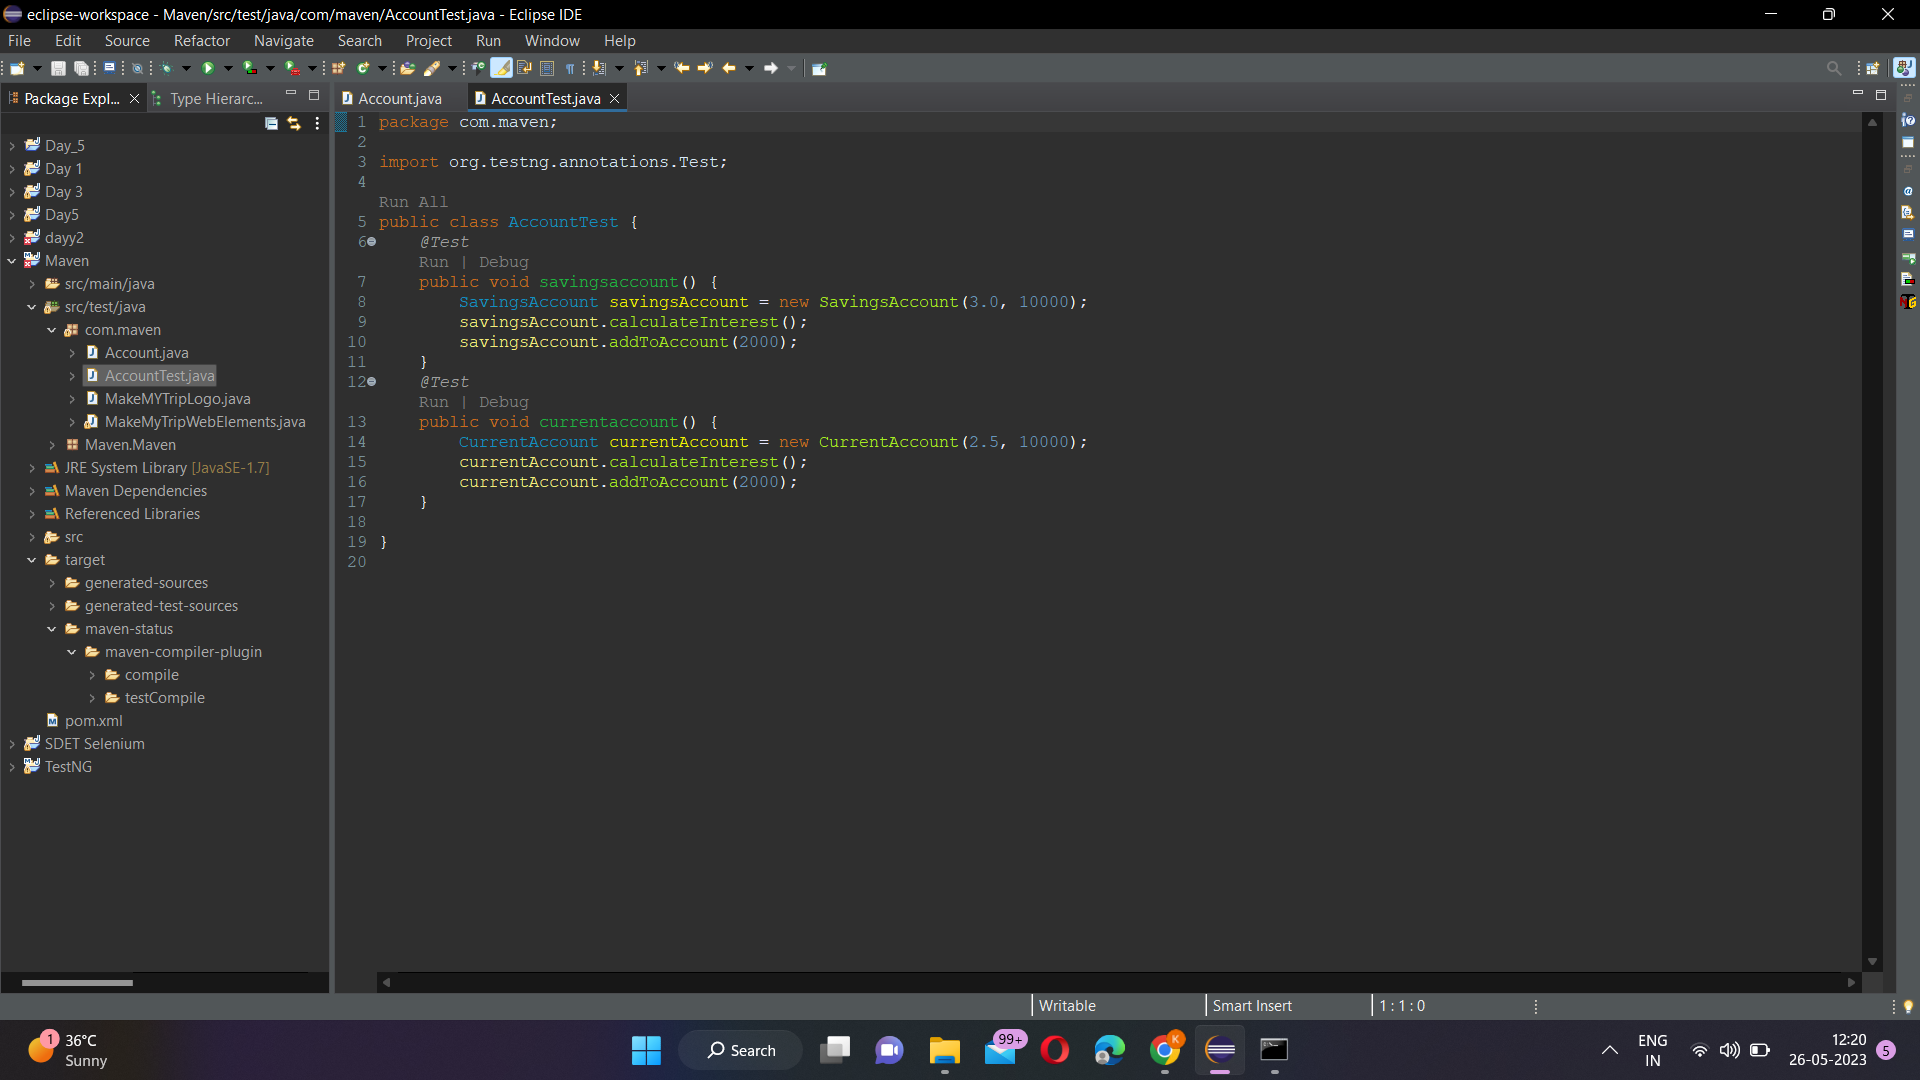 eclipse-workspace - Maven/src/test/java/com/maven/AccountTest.java - Eclipse IDE
File Edit Source Refactor Navigate Search Project Run Window Help
Package Expl... Type Hierarc...
Account.java AccountTest.java
Day_5
Day 1
Day 3
Day5
dayy2
Maven
src/main/java
src/test/java
com.maven
Account.java
AccountTest.java
MakeMYTripLogo.java
MakeMyTripWebElements.java
Maven.Maven
JRE System Library [JavaSE-1.7]
Maven Dependencies
Referenced Libraries
src
target
generated-sources
generated-test-sources
maven-status
maven-compiler-plugin
compile
testCompile
pom.xml
SDET Selenium
TestNG
1 package com.maven;
2
3 import org.testng.annotations.Test;
4
Run All
5 public class AccountTest {
6 @Test
Run | Debug
7 public void savingsaccount() {
8 SavingsAccount savingsAccount = new SavingsAccount(3.0, 10000);
9 savingsAccount.calculateInterest();
10 savingsAccount.addToAccount(2000);
11 }
12 @Test
Run | Debug
13 public void currentaccount() {
14 CurrentAccount currentAccount = new CurrentAccount(2.5, 10000);
15 currentAccount.calculateInterest();
16 currentAccount.addToAccount(2000);
17 }
18
19 }
20
Writable Smart Insert 1 : 1 : 0
1 36°C
Sunny
Search
99+
K
ENG
IN
12:20
26-05-2023
5